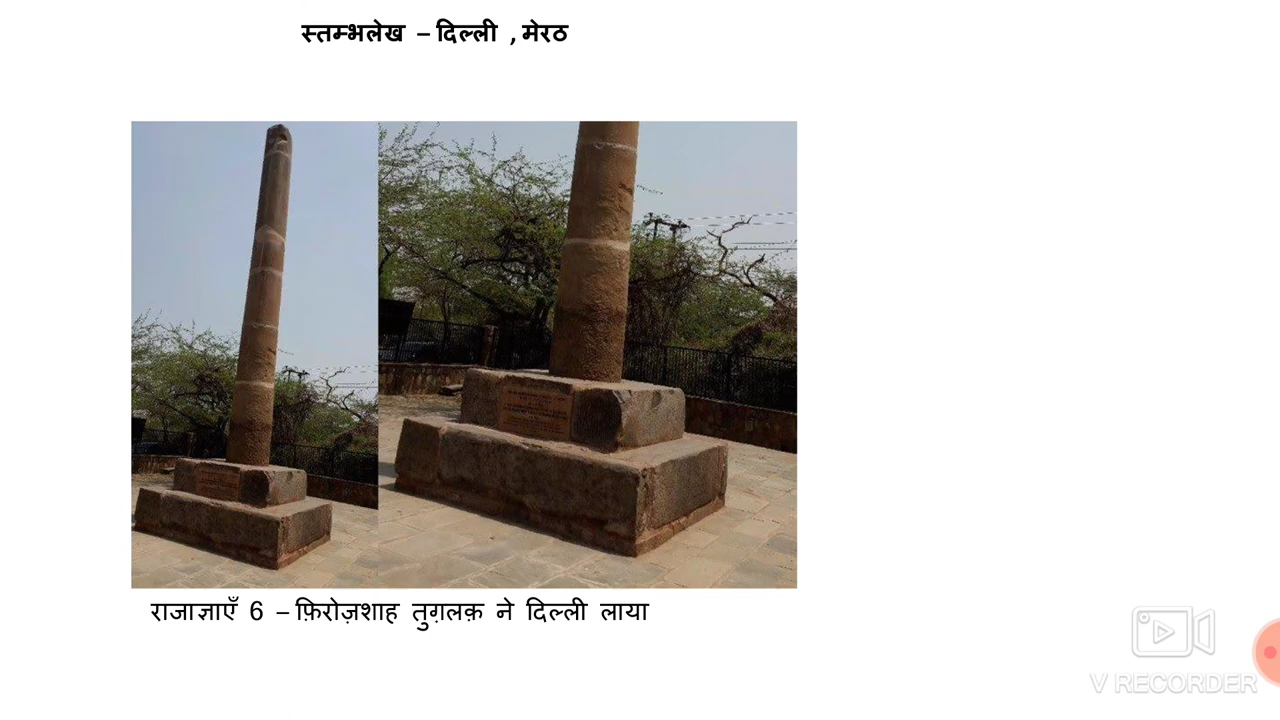 स्तम्भलेख – दिल्ली , मेरठ
राजाज्ञाएँ 6 – फ़िरोज़शाह तुग़लक़ ने दिल्ली लाया
V RECORDER